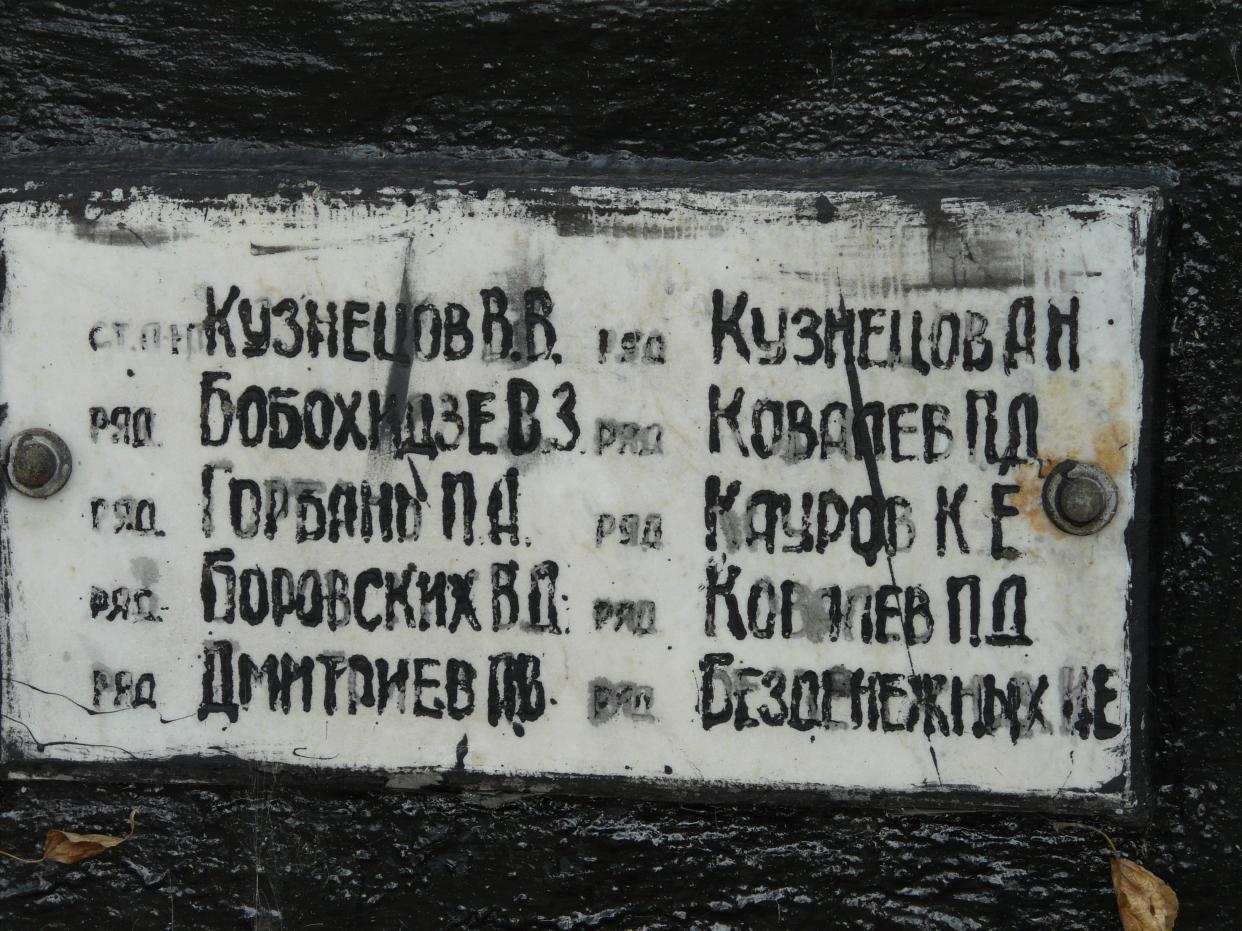 ст.л-н Кузнецов В.В. ряд Кузнецов А Н
ряд. Бобохидзе В З. ряд Ковалев П Д
ряд. Горбань П.А. ряд Кауров К Е
ряд. Боровских В Д. ряд Ковалев П Д
ряд Дмитриев П.В. ряд Безденежных И Е